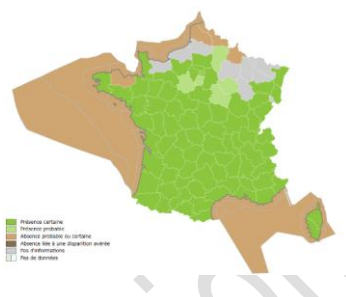 Présence certaine
Présence probable
Absence probable ou certaine
Absence liée à une disparition avérée
Pas d'informations
Pas de données